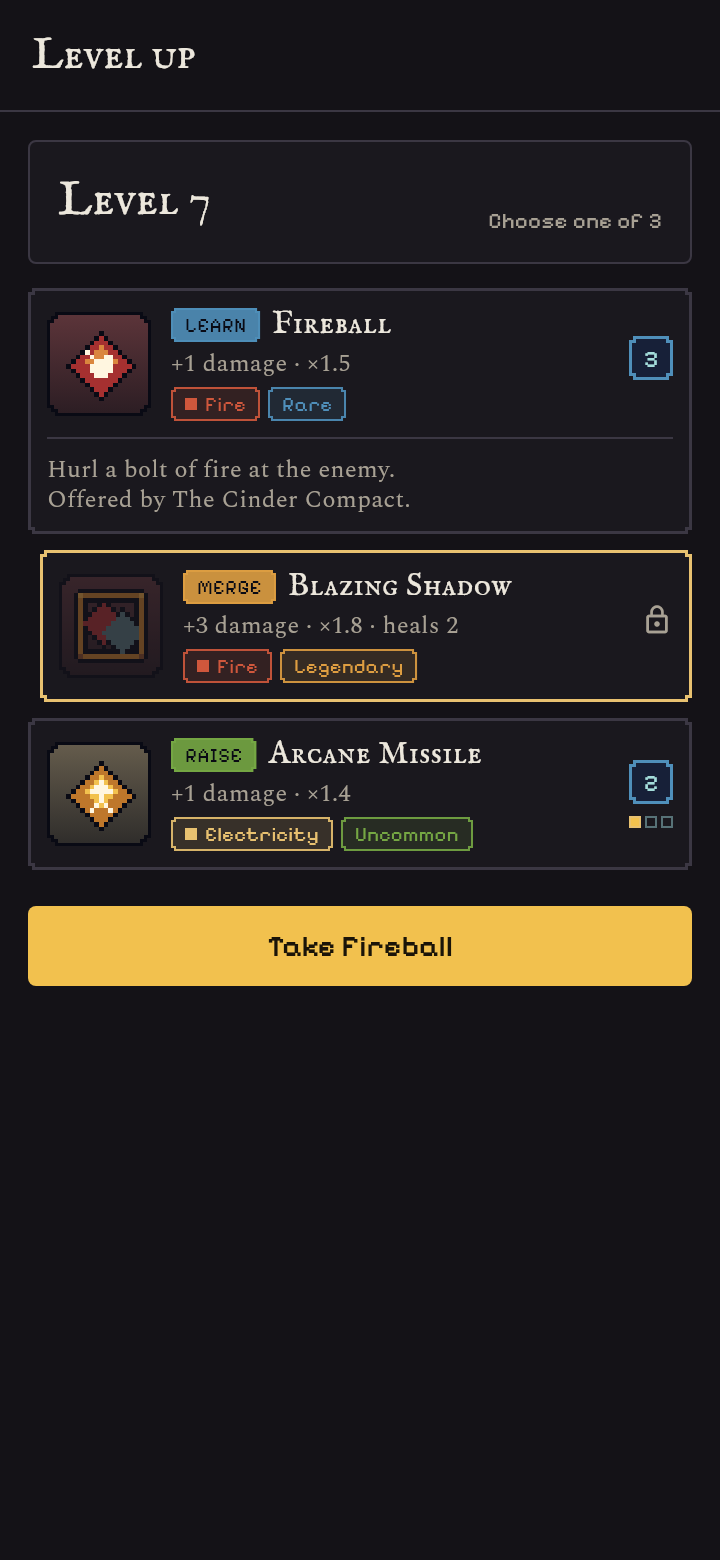 Level up
Level 7
Choose one of 3
LEARN Fireball
+1 damage · ×1.5
3
Fire Rare
Hurl a bolt of fire at the enemy.
Offered by The Cinder Compact.
MERGE Blazing Shadow
+3 damage · ×1.8 · heals 2
Fire Legendary
RAISE Arcane Missile
+1 damage · ×1.4
2
Electricity Uncommon
Take Fireball